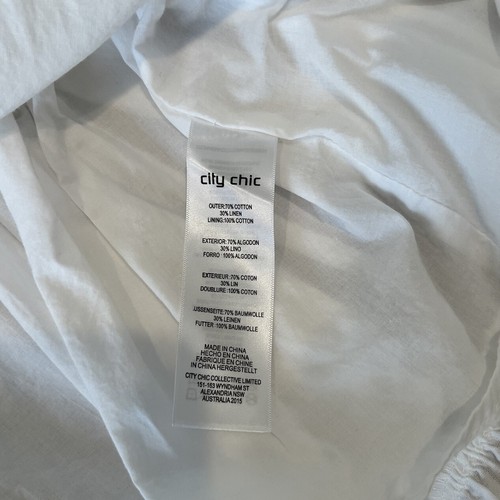 city chic
OUTER:70% COTTON
30% LINEN
LINING:100% COTTON
EXTERIOR: 70% ALGODON
30% LINO
FORRO : 100% ALGODON
EXTERIEUR :70% COTON
30% LIN
DOUBLURE :100% COTON
USSENSEITE :70% BAUMWOLLE
30% LEINEN
FUTTER :100% BAUMWOLLE
MADE IN CHINA
HECHO EN CHINA
FABRIQUE EN CHINE
IN CHINA HERGESTELLT
CITY CHIC COLLECTIVE LIMITED
151-163 WYNDHAM ST
ALEXANDRIA NSW
AUSTRALIA 2015